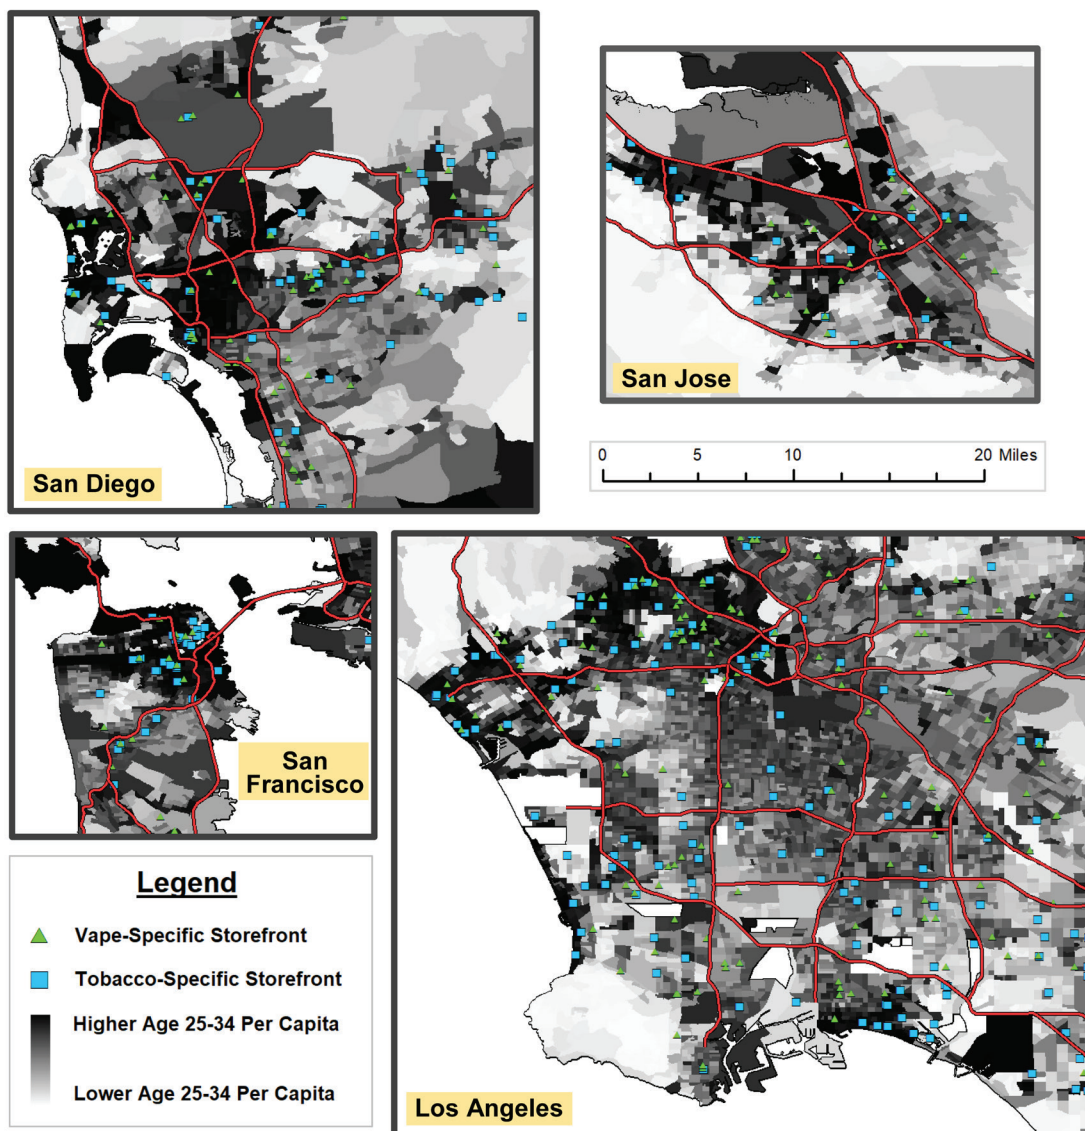 San Diego
San Jose
0 5 10 20 Miles
San
Francisco
Legend
Vape-Specific Storefront
Tobacco-Specific Storefront
Higher Age 25-34 Per Capita
Lower Age 25-34 Per Capita
Los Angeles